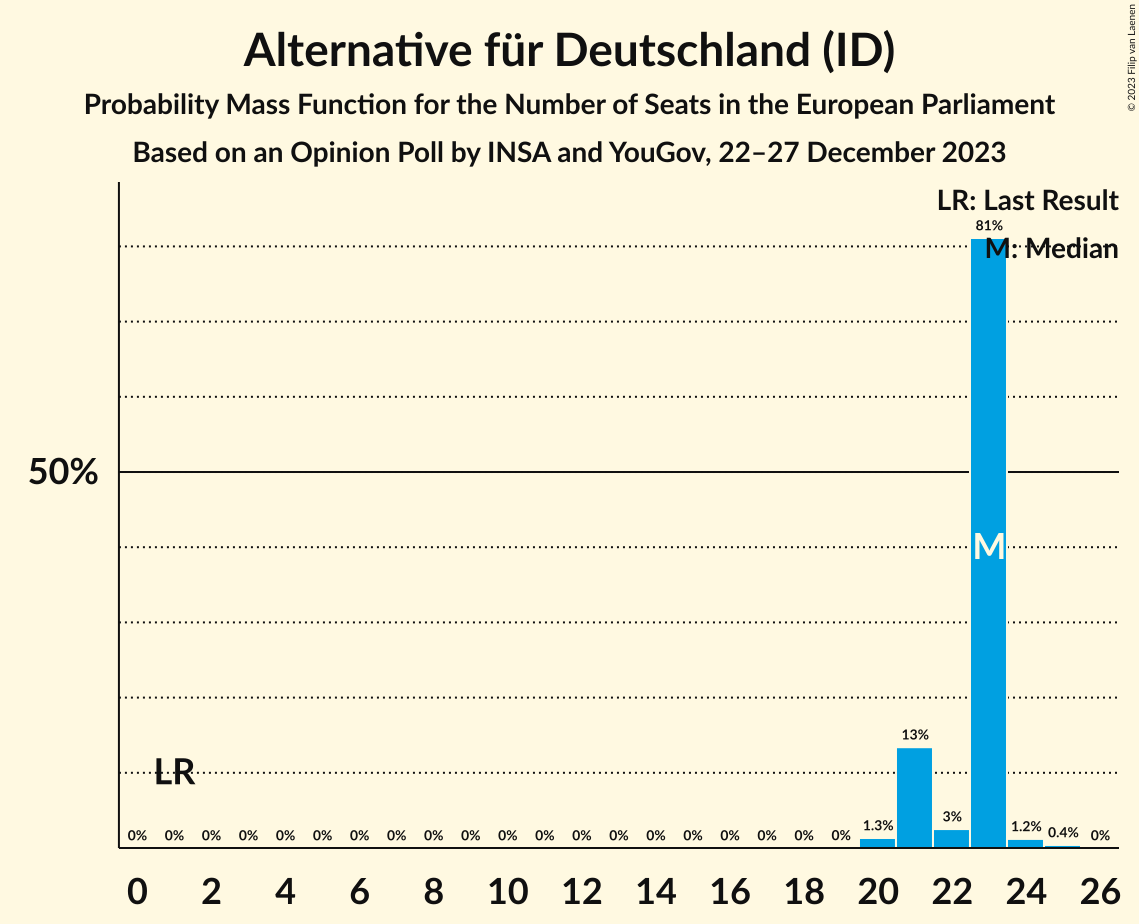 Alternative für Deutschland (ID)
Probability Mass Function for the Number of Seats in the European Parliament
Based on an Opinion Poll by INSA and YouGov, 22–27 December 2023
© 2023 Filip van Laenen
LR: Last Result
M: Median
81%
50%
M
LR
13%
0% 0% 0% 0% 0% 0% 0% 0% 0% 0% 0% 0% 0% 0% 0% 0% 0% 0% 0% 0% 1.3% 3% 1.2% 0.4% 0%
0 2 4 6 8 10 12 14 16 18 20 22 24 26